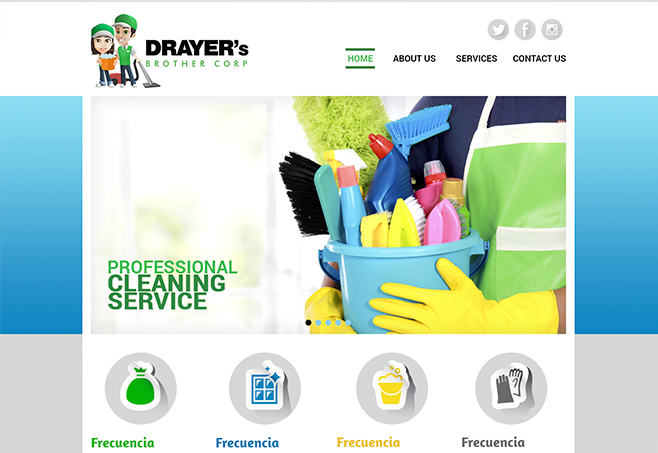 DRAYER's
BROTHER CORP
HOME ABOUT US SERVICES CONTACT US
PROFESSIONAL
CLEANING
SERVICE
Frecuencia Frecuencia Frecuencia Frecuencia